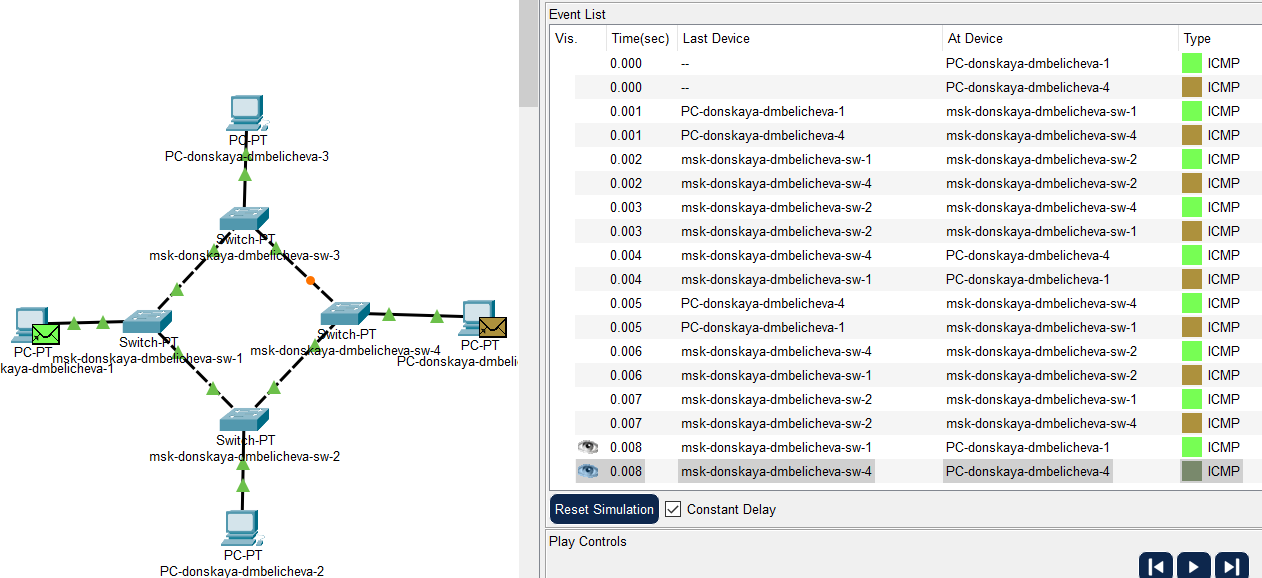 PC-PT
PC-donskaya-dmbelicheva-3
Switch-PT
msk-donskaya-dmbelicheva-sw-3
PC-PT
kaya-dmbelicheva-1
Switch-PT
msk-donskaya-dmbelicheva-sw-1
Switch-PT
msk-donskaya-dmbelicheva-sw-4
PC-PT
PC-donskaya-dmbeli
Switch-PT
msk-donskaya-dmbelicheva-sw-2
PC-PT
PC-donskaya-dmbelicheva-2
Event List
Vis. Time(sec) Last Device At Device Type
0.000 -- PC-donskaya-dmbelicheva-1 ICMP
0.000 -- PC-donskaya-dmbelicheva-4 ICMP
0.001 PC-donskaya-dmbelicheva-1 msk-donskaya-dmbelicheva-sw-1 ICMP
0.001 PC-donskaya-dmbelicheva-4 msk-donskaya-dmbelicheva-sw-4 ICMP
0.002 msk-donskaya-dmbelicheva-sw-1 msk-donskaya-dmbelicheva-sw-2 ICMP
0.002 msk-donskaya-dmbelicheva-sw-4 msk-donskaya-dmbelicheva-sw-2 ICMP
0.003 msk-donskaya-dmbelicheva-sw-2 msk-donskaya-dmbelicheva-sw-4 ICMP
0.003 msk-donskaya-dmbelicheva-sw-2 msk-donskaya-dmbelicheva-sw-1 ICMP
0.004 msk-donskaya-dmbelicheva-sw-4 PC-donskaya-dmbelicheva-4 ICMP
0.004 msk-donskaya-dmbelicheva-sw-1 PC-donskaya-dmbelicheva-1 ICMP
0.005 PC-donskaya-dmbelicheva-4 msk-donskaya-dmbelicheva-sw-4 ICMP
0.005 PC-donskaya-dmbelicheva-1 msk-donskaya-dmbelicheva-sw-1 ICMP
0.006 msk-donskaya-dmbelicheva-sw-4 msk-donskaya-dmbelicheva-sw-2 ICMP
0.006 msk-donskaya-dmbelicheva-sw-1 msk-donskaya-dmbelicheva-sw-2 ICMP
0.007 msk-donskaya-dmbelicheva-sw-2 msk-donskaya-dmbelicheva-sw-1 ICMP
0.007 msk-donskaya-dmbelicheva-sw-2 msk-donskaya-dmbelicheva-sw-4 ICMP
0.008 msk-donskaya-dmbelicheva-sw-1 PC-donskaya-dmbelicheva-1 ICMP
0.008 msk-donskaya-dmbelicheva-sw-4 PC-donskaya-dmbelicheva-4 ICMP
Reset Simulation Constant Delay
Play Controls